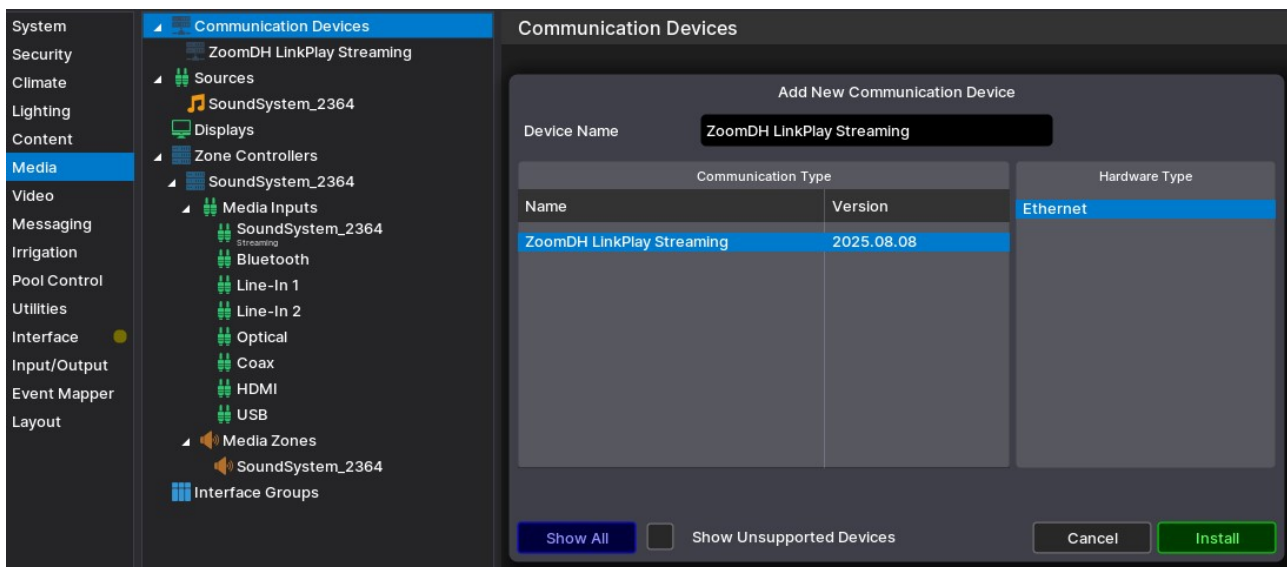 System
Security
Climate
Lighting
Content
Media
Video
Messaging
Irrigation
Pool Control
Utilities
Interface
Input/Output
Event Mapper
Layout
Communication Devices
ZoomDH LinkPlay Streaming
Sources
SoundSystem_2364
Displays
Zone Controllers
SoundSystem_2364
Media Inputs
SoundSystem_2364
Streaming
Bluetooth
Line-In 1
Line-In 2
Optical
Coax
HDMI
USB
Media Zones
SoundSystem_2364
Interface Groups
Communication Devices
Add New Communication Device
Device Name ZoomDH LinkPlay Streaming
Communication Type Hardware Type
Name Version Ethernet
ZoomDH LinkPlay Streaming 2025.08.08
Show All Show Unsupported Devices Cancel Install